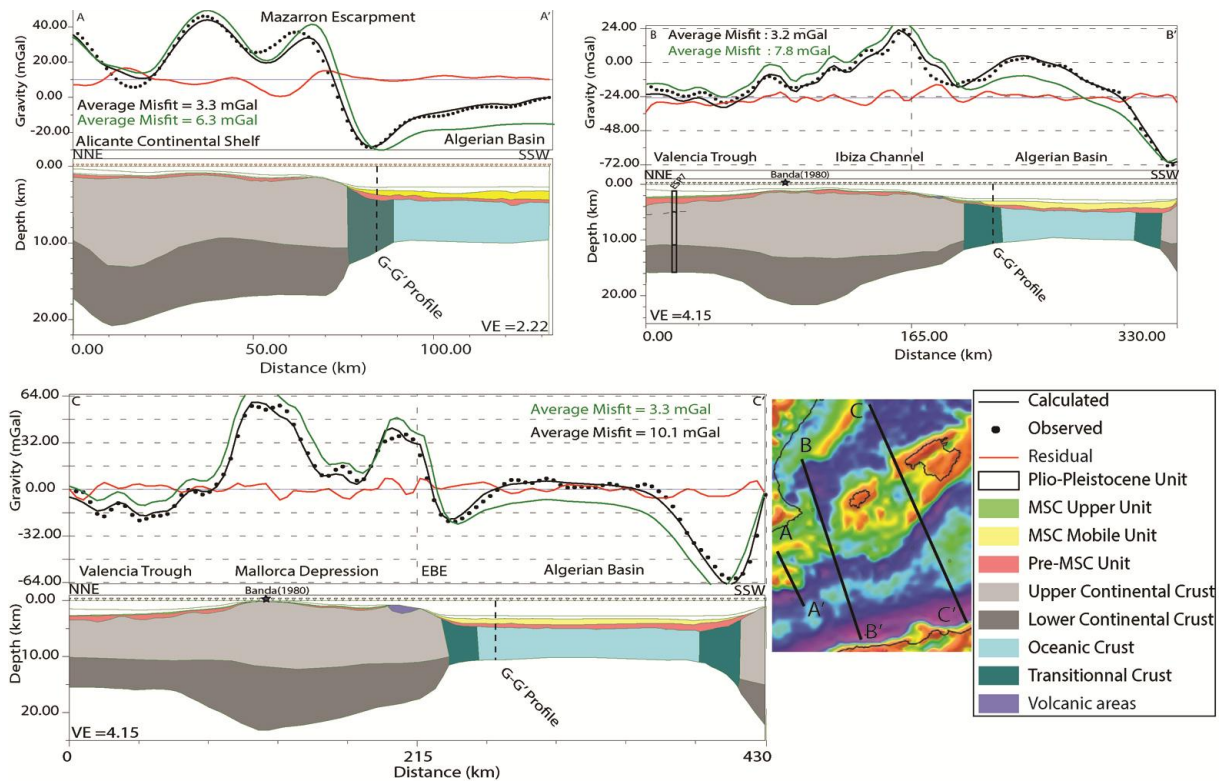 A
Mazarron Escarpment
A'
Gravity (mGal)
40.00
20.00
0.00
-20.00
Average Misfit = 3.3 mGal
Average Misfit = 6.3 mGal
Alicante Continental Shelf
Algerian Basin
NNE
SSW
Depth (km)
0.00
10.00
20.00
G-G' Profile
VE =2.22
0.00
50.00
100.00
Distance (km)
B
Average Misfit : 3.2 mGal
B'
Average Misfit : 7.8 mGal
Gravity (mGal)
24.00
0.00
-24.00
-48.00
-72.00
Valencia Trough
Ibiza Channel
Algerian Basin
NNE
Banda(1980)
SSW
ESP7
Depth (km)
0.00
10.00
20.00
G-G' Profile
VE =4.15
0.00
165.00
330.00
Distance (km)
C
C'
Average Misfit = 3.3 mGal
Average Misfit = 10.1 mGal
Gravity (mGal)
64.00
32.00
0.00
-32.00
-64.00
Valencia Trough
Mallorca Depression
EBE
Algerian Basin
NNE
Banda(1980)
SSW
Depth (km)
0.00
10.00
20.00
G-G' Profile
VE=4.15
0
215
430
Distance (km)
C
B
A
A'
B'
C'
Calculated
Observed
Residual
Plio-Pleistocene Unit
MSC Upper Unit
MSC Mobile Unit
Pre-MSC Unit
Upper Continental Crust
Lower Continental Crust
Oceanic Crust
Transitionnal Crust
Volcanic areas